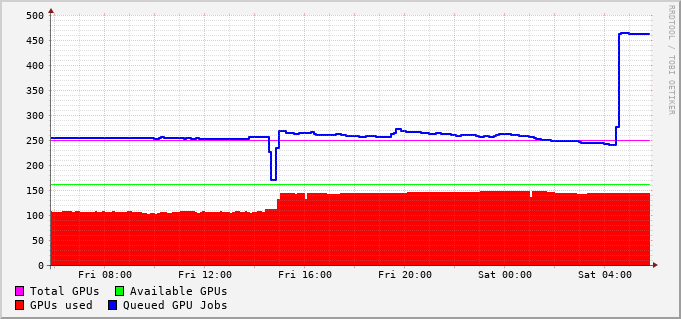 RRDTOOL / TOBI OETIKER
500
450
400
350
300
250
200
150
100
50
0
Fri 08:00 Fri 12:00 Fri 16:00 Fri 20:00 Sat 00:00 Sat 04:00
Total GPUs Available GPUs
GPUs used Queued GPU Jobs